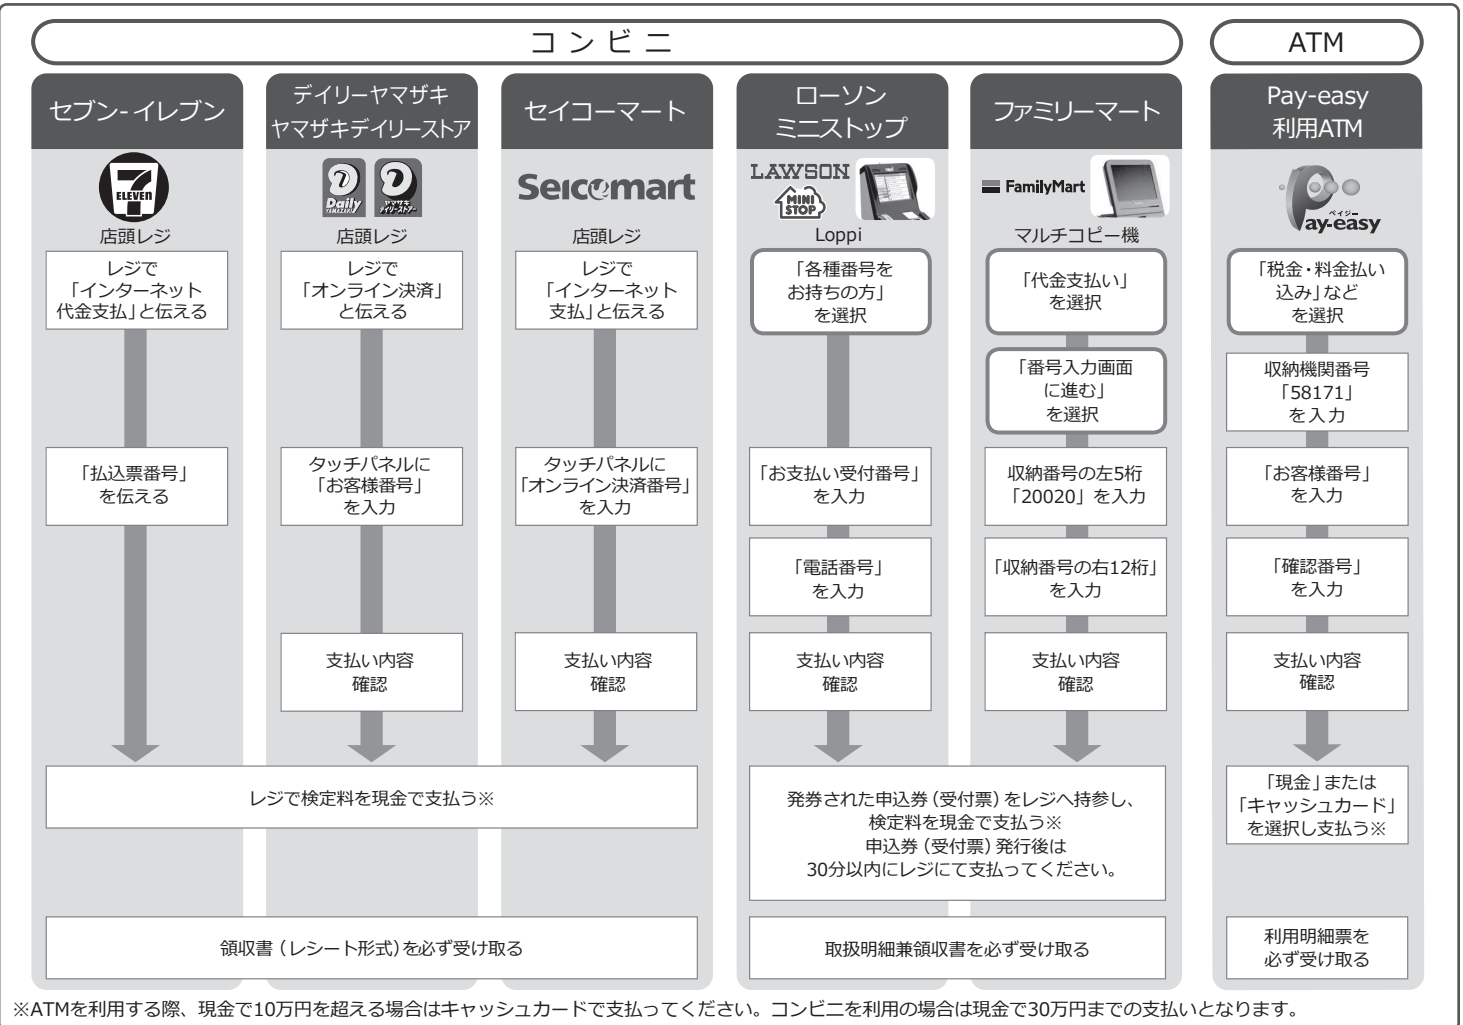 コンビニ
ATM
セブン-イレブン
デイリーヤマザキ
ヤマザキデイリーストア
セイコーマート
ローソン
ミニストップ
ファミリーマート
Pay-easy
利用ATM
7
ELEVEN
Daily
YAMAZAKI
ヤマザキ
デイリーストアー
Seicomart
LAWSON
MINI
STOP
FamilyMart
ペイジー
Pay-easy
店頭レジ
店頭レジ
店頭レジ
Loppi
マルチコピー機
レジで
「インターネット
代金支払」と伝える
レジで
「オンライン決済」
と伝える
レジで
「インターネット
支払」と伝える
「各種番号を
お持ちの方」
を選択
「代金支払い」
を選択
「税金・料金払い
込み」など
を選択
「番号入力画面
に進む」
を選択
収納機関番号
「58171」
を入力
「払込票番号」
を伝える
タッチパネルに
「お客様番号」
を入力
タッチパネルに
「オンライン決済番号」
を入力
「お支払い受付番号」
を入力
収納番号の左5桁
「20020」を入力
「お客様番号」
を入力
「電話番号」
を入力
「収納番号の右12桁」
を入力
「確認番号」
を入力
支払い内容
確認
支払い内容
確認
支払い内容
確認
支払い内容
確認
支払い内容
確認
レジで検定料を現金で支払う※
発券された申込券(受付票)をレジへ持参し、
検定料を現金で支払う※
申込券(受付票)発行後は
30分以内にレジにて支払ってください。
「現金」または
「キャッシュカード」
を選択し支払う※
領収書(レシート形式)を必ず受け取る
取扱明細兼領収書を必ず受け取る
利用明細票を
必ず受け取る
※ATMを利用する際、現金で10万円を超える場合はキャッシュカードで支払ってください。コンビニを利用の場合は現金で30万円までの支払いとなります。